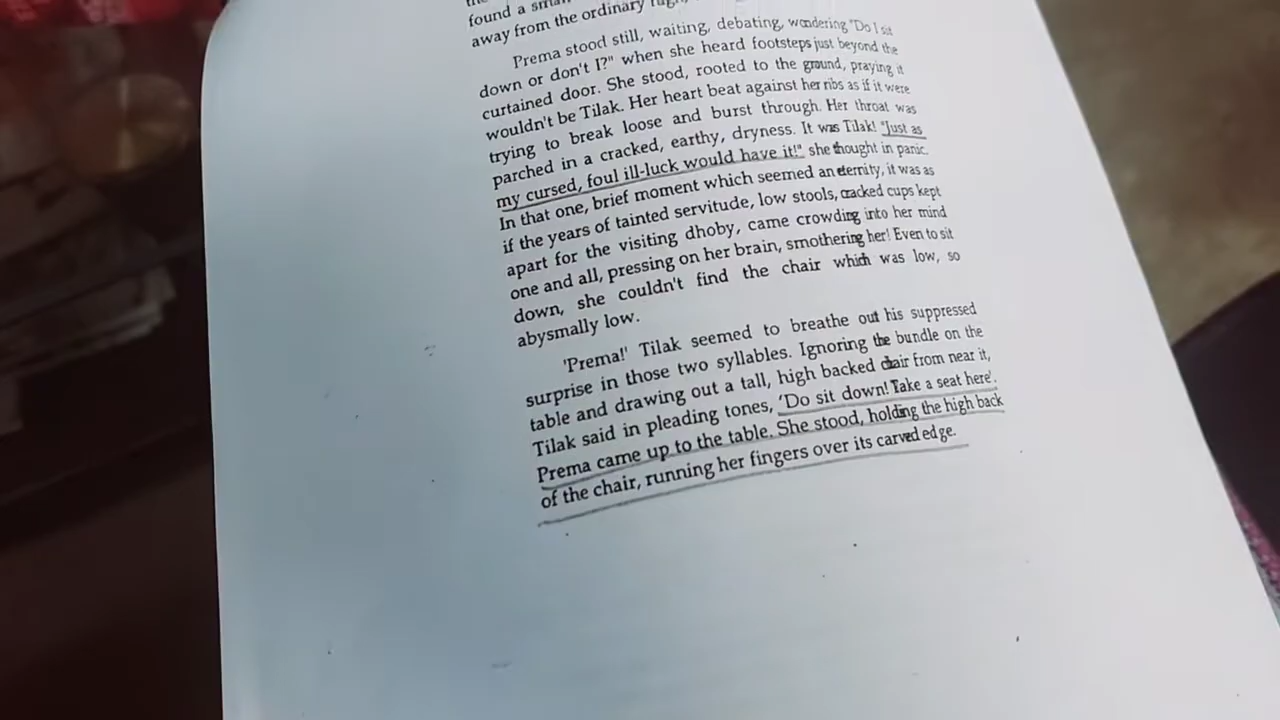 found a small
away from the ordinary
Prema stood still, waiting, debating, wondering "Do I sit
down or don't I?" when she heard footsteps just beyond the
curtained door. She stood, rooted to the ground, praying it
wouldn't be Tilak. Her heart beat against her ribs as if it were
trying to break loose and burst through. Her throat was
parched in a cracked, earthy, dryness. It was Tilak! "Just as
my cursed, foul ill-luck would have it!" she thought in panic.
In that one, brief moment which seemed an eternity, it was as
if the years of tainted servitude, low stools, cracked cups kept
apart for the visiting dhoby, came crowding into her mind
one and all, pressing on her brain, smothering her! Even to sit
down, she couldn't find the chair which was low, so
abysmally low.
'Prema!' Tilak seemed to breathe out his suppressed
surprise in those two syllables. Ignoring the bundle on the
table and drawing out a tall, high backed chair from near it,
Tilak said in pleading tones, 'Do sit down! Take a seat here'.
Prema came up to the table. She stood, holding the high back
of the chair, running her fingers over its carved edge.